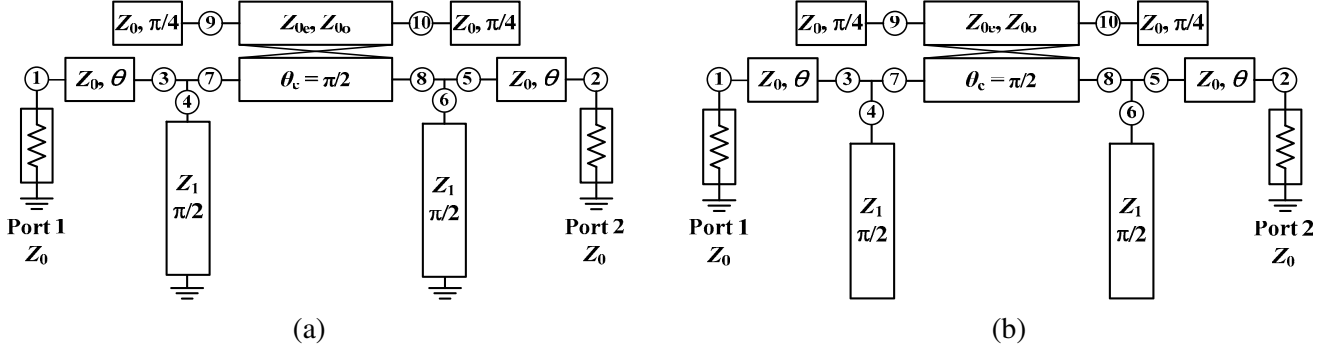 Z₀, π/4 ⑨ Z₀ₑ, Z₀ₒ ⑩ Z₀, π/4
① Z₀, θ ③ ⑦ θ_c = π/2 ⑧ ⑤ Z₀, θ ②
④ ⑥
Z₁
π/2
Z₁
π/2
Port 1
Z₀
Port 2
Z₀
(a)
Z₀, π/4 ⑨ Z₀ₑ, Z₀ₒ ⑩ Z₀, π/4
① Z₀, θ ③ ⑦ θ_c = π/2 ⑧ ⑤ Z₀, θ ②
④ ⑥
Z₁
π/2
Z₁
π/2
Port 1
Z₀
Port 2
Z₀
(b)